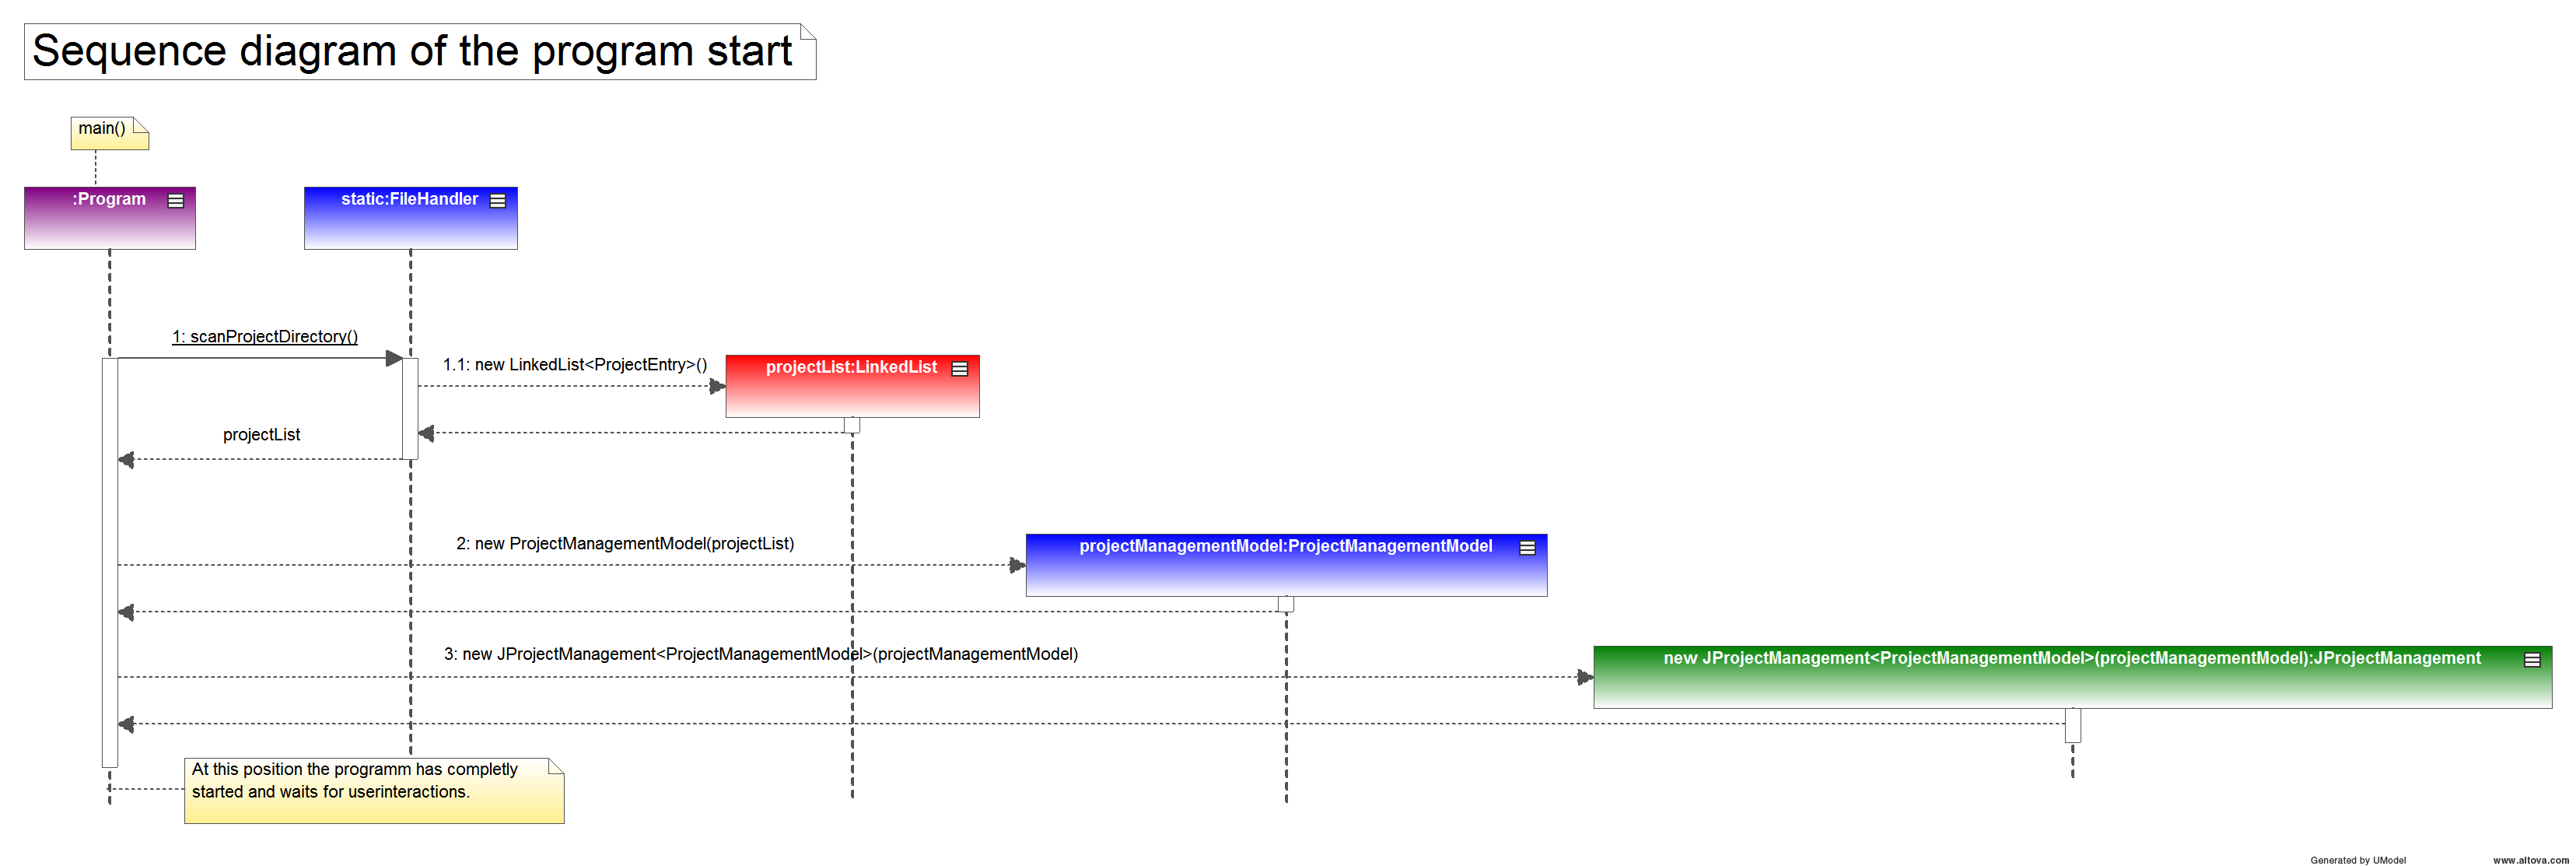 Sequence diagram of the program start
main()
:Program
static:FileHandler
1: scanProjectDirectory()
1.1: new LinkedList<ProjectEntry>()
projectList:LinkedList
projectList
2: new ProjectManagementModel(projectList)
projectManagementModel:ProjectManagementModel
3: new JProjectManagement<ProjectManagementModel>(projectManagementModel)
new JProjectManagement<ProjectManagementModel>(projectManagementModel):JProjectManagement
At this position the programm has completly
started and waits for userinteractions.
Generated by UModel
www.altova.com